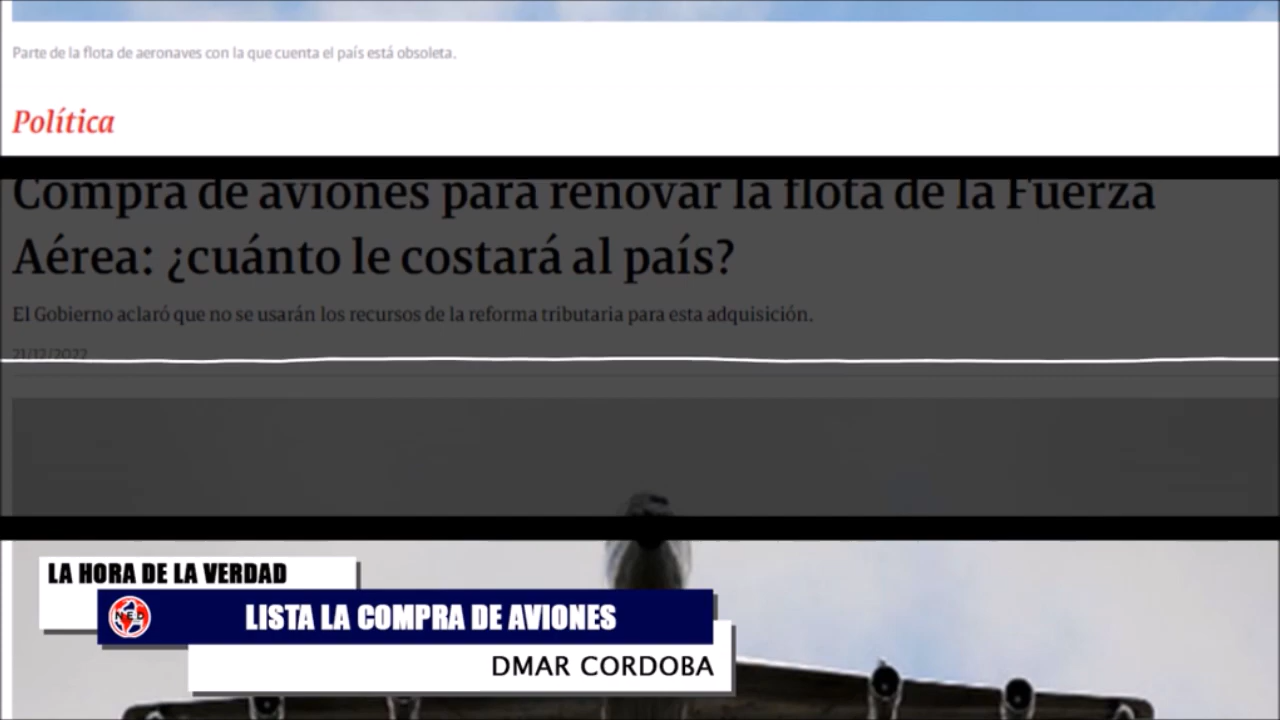 Parte de la flota de aeronaves con la que cuenta el país está obsoleta.
Política
Compra de aviones para renovar la flota de la Fuerza
Aérea: ¿cuánto le costará al país?
El Gobierno aclaró que no se usarán los recursos de la reforma tributaria para esta adquisición.
21/12/2022
LA HORA DE LA VERDAD
LISTA LA COMPRA DE AVIONES
DMAR CORDOBA